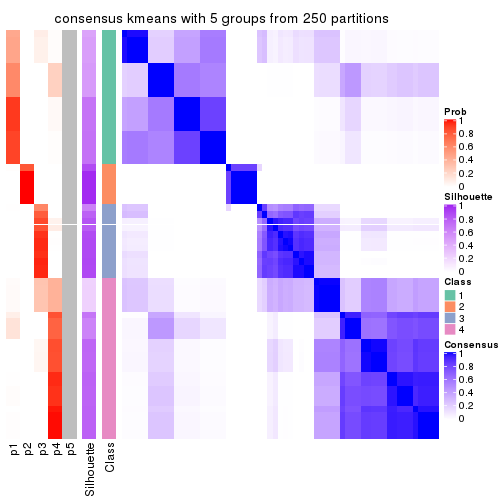 consensus kmeans with 5 groups from 250 partitions
Prob
1
0.8
0.6
0.4
0.2
0
Silhouette
1
0.8
0.6
0.4
0.2
0
Class
1
2
3
4
Consensus
1
0.8
0.6
0.4
0.2
0
p1
p2
p3
p4
p5
Silhouette
Class